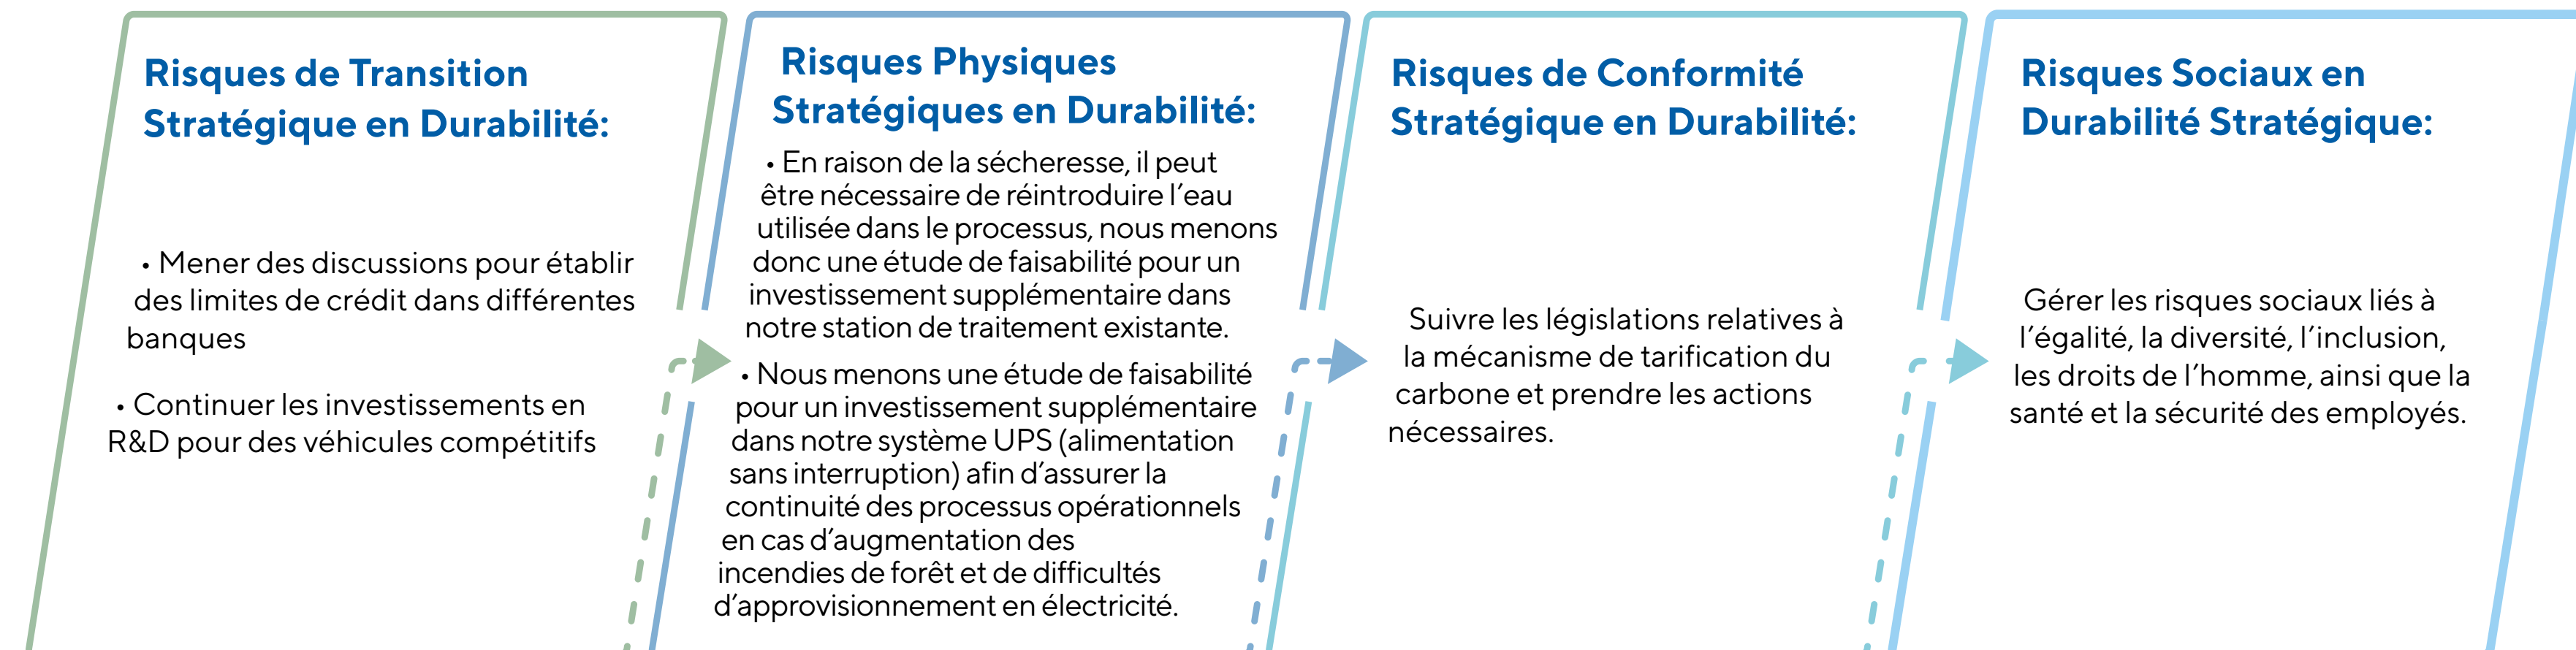 Risques de Transition
Stratégique en Durabilité:
• Mener des discussions pour établir
des limites de crédit dans différentes
banques
• Continuer les investissements en
R&D pour des véhicules compétitifs
Risques Physiques
Stratégiques en Durabilité:
• En raison de la sécheresse, il peut
être nécessaire de réintroduire l'eau
utilisée dans le processus, nous menons
donc une étude de faisabilité pour un
investissement supplémentaire dans
notre station de traitement existante.
• Nous menons une étude de faisabilité
pour un investissement supplémentaire
dans notre système UPS (alimentation
sans interruption) afin d'assurer la
continuité des processus opérationnels
en cas d'augmentation des
incendies de forêt et de difficultés
d'approvisionnement en électricité.
Risques de Conformité
Stratégique en Durabilité:
Suivre les législations relatives à
la mécanisme de tarification du
carbone et prendre les actions
nécessaires.
Risques Sociaux en
Durabilité Stratégique:
Gérer les risques sociaux liés à
l'égalité, la diversité, l'inclusion,
les droits de l'homme, ainsi que la
santé et la sécurité des employés.